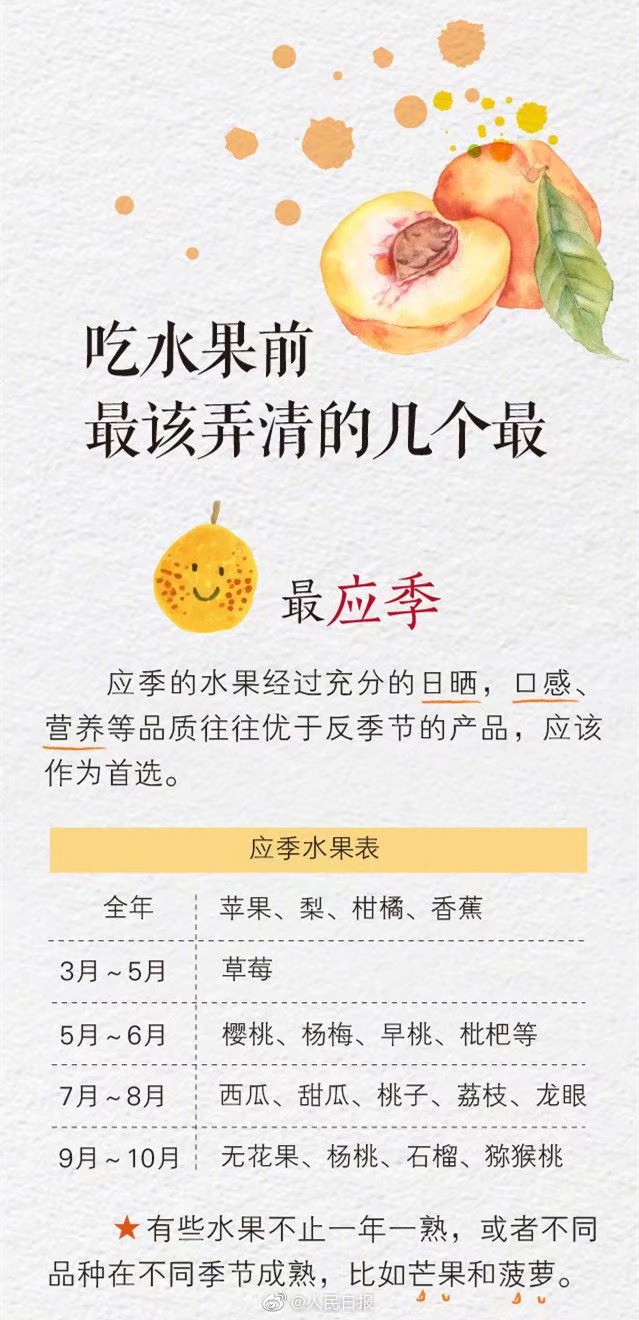 吃水果前
最该弄清的几个最
最应季
应季的水果经过充分的日晒，口感、
营养等品质往往优于反季节的产品，应该
作为首选。
应季水果表
全年 苹果、梨、柑橘、香蕉
3月～5月 草莓
5月～6月 樱桃、杨梅、早桃、枇杷等
7月～8月 西瓜、甜瓜、桃子、荔枝、龙眼
9月～10月 无花果、杨桃、石榴、猕猴桃
★有些水果不止一年一熟，或者不同
品种在不同季节成熟，比如芒果和菠萝。
@人民日报